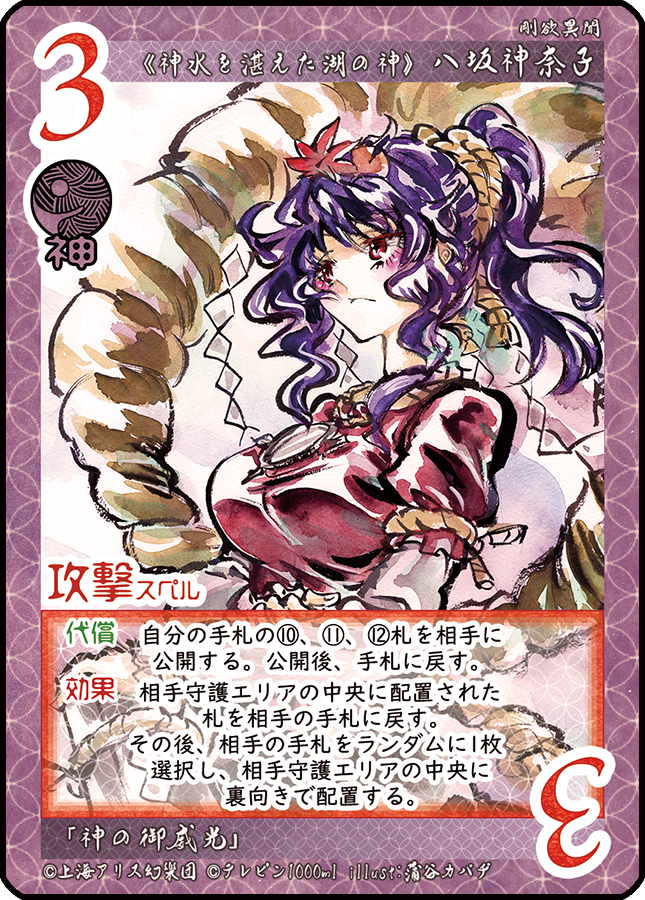 3
剛欲異聞
《神水を湛えた湖の神》 八坂神奈子
神
攻撃スペル
代償 自分の手札の⑩、⑪、⑫札を相手に
公開する。公開後、手札に戻す。
効果 相手守護エリアの中央に配置された
札を相手の手札に戻す。
その後、相手の手札をランダムに1枚
選択し、相手守護エリアの中央に
裏向きで配置する。
3
「神の御威光」
©上海アリス幻樂団 ©テレピン1000ml illust:蒲谷カバヂ